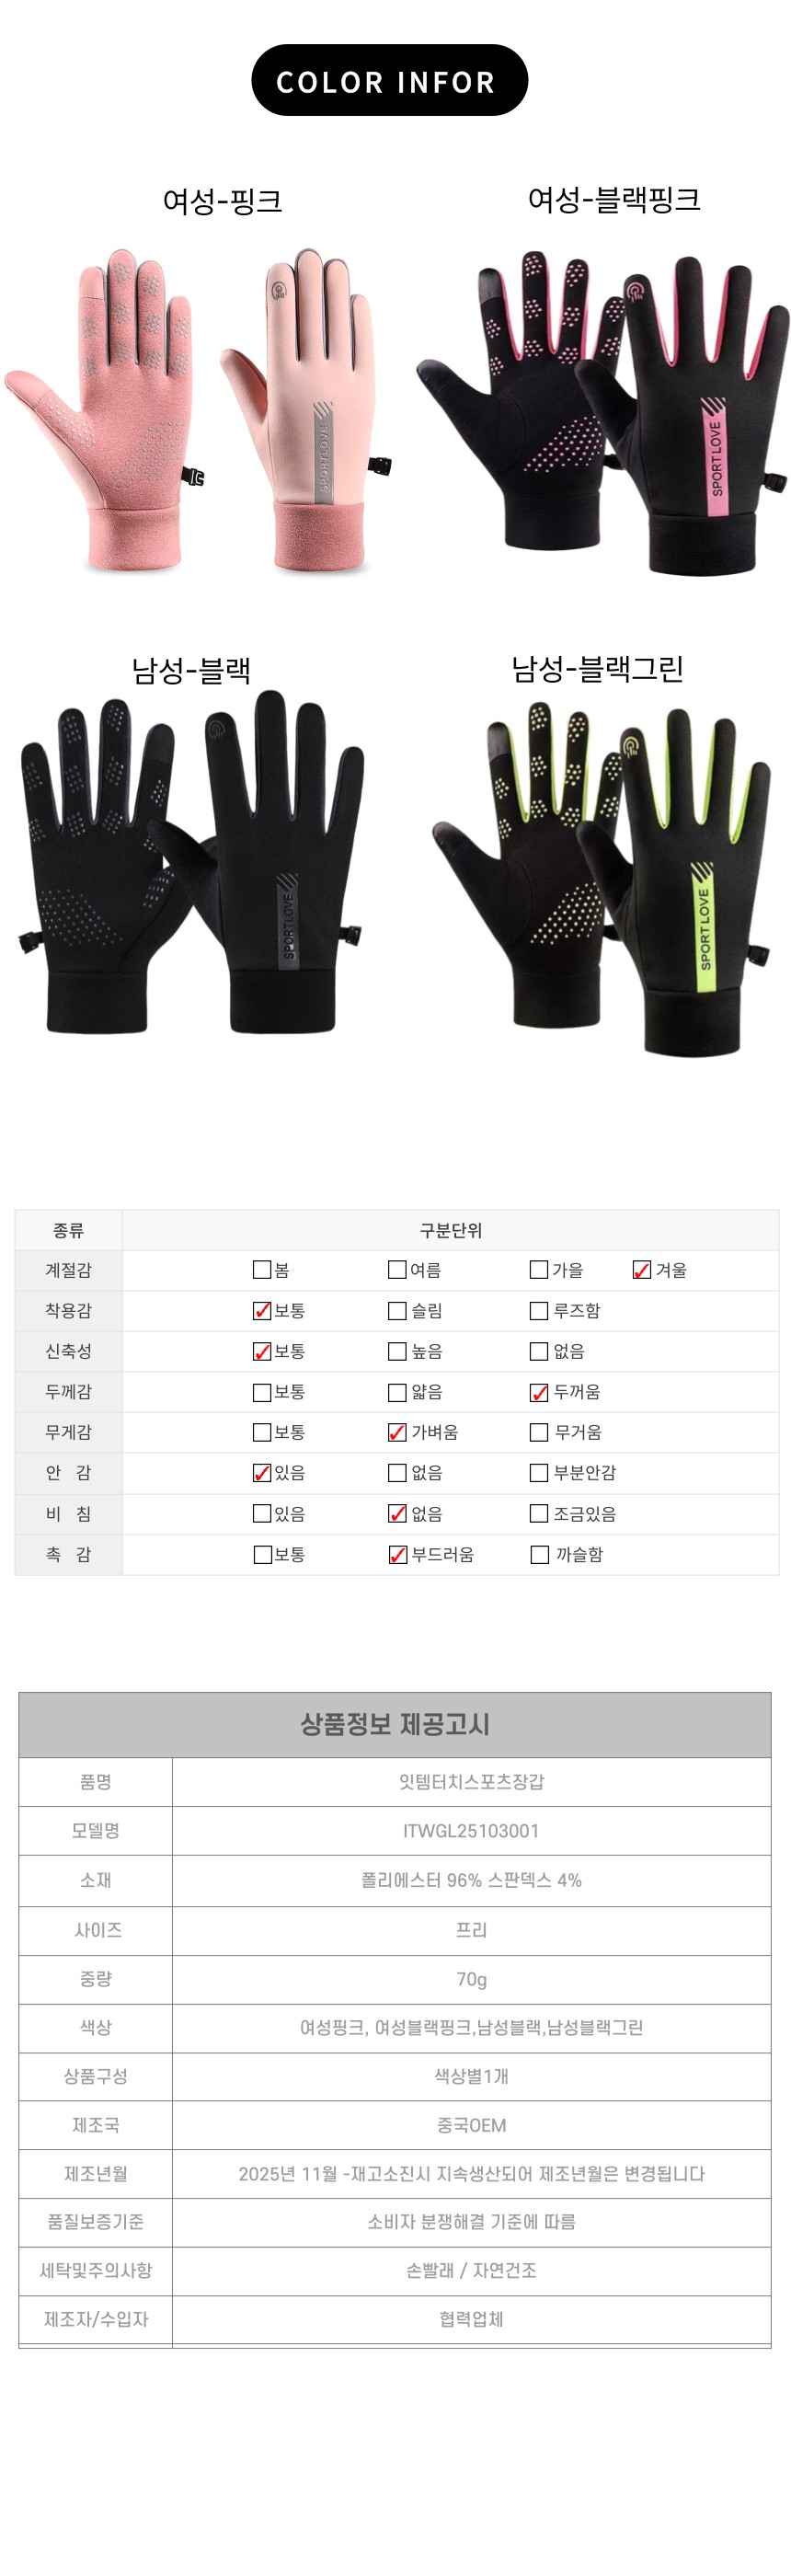 COLOR INFOR
여성-핑크
여성-블랙핑크
SPORT LOVE
SPORT LOVE
남성-블랙
남성-블랙그린
SPORT LOVE
SPORT LOVE
종류 구분단위
계절감 봄 여름 가을 겨울
착용감 보통 슬림 루즈함
신축성 보통 높음 없음
두께감 보통 얇음 두꺼움
무게감 보통 가벼움 무거움
안 감 있음 없음 부분안감
비 침 있음 없음 조금있음
촉 감 보통 부드러움 까슬함
상품정보 제공고시
품명 잇템터치스포츠장갑
모델명 ITWGL25103001
소재 폴리에스터 96% 스판덱스 4%
사이즈 프리
중량 70g
색상 여성핑크, 여성블랙핑크,남성블랙,남성블랙그린
상품구성 색상별1개
제조국 중국OEM
제조년월 2025년 11월 -재고소진시 지속생산되어 제조년월은 변경됩니다
품질보증기준 소비자 분쟁해결 기준에 따름
세탁및주의사항 손빨래 / 자연건조
제조자/수입자 협력업체